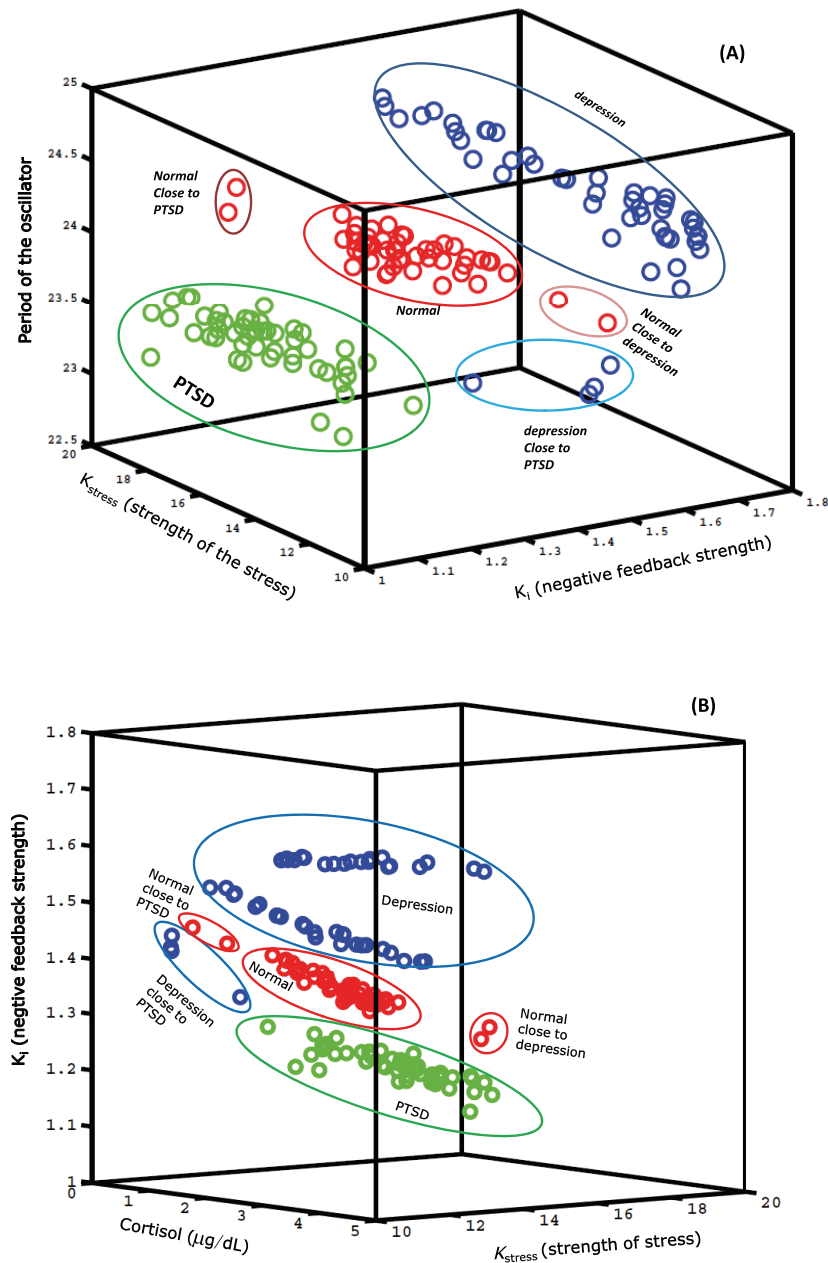 (A)
25
24.5
24
23.5
23
22.5
Period of the oscillator
depression
Normal
Close to
PTSD
Normal
Normal
Close to
depression
PTSD
depression
Close to
PTSD
20
18
16
14
12
10
Kstress (strength of the stress)
1
1.1
1.2
1.3
1.4
1.5
1.6
1.7
1.8
Ki (negative feedback strength)
(B)
1.8
1.7
1.6
1.5
1.4
1.3
1.2
1.1
1
Ki (negtive feedback strength)
Depression
Normal
close to
PTSD
Normal
Depression
close to
PTSD
Normal
close to
depression
PTSD
0
1
2
3
4
5
Cortisol (μg/dL)
10
12
14
16
18
20
Kstress (strength of stress)